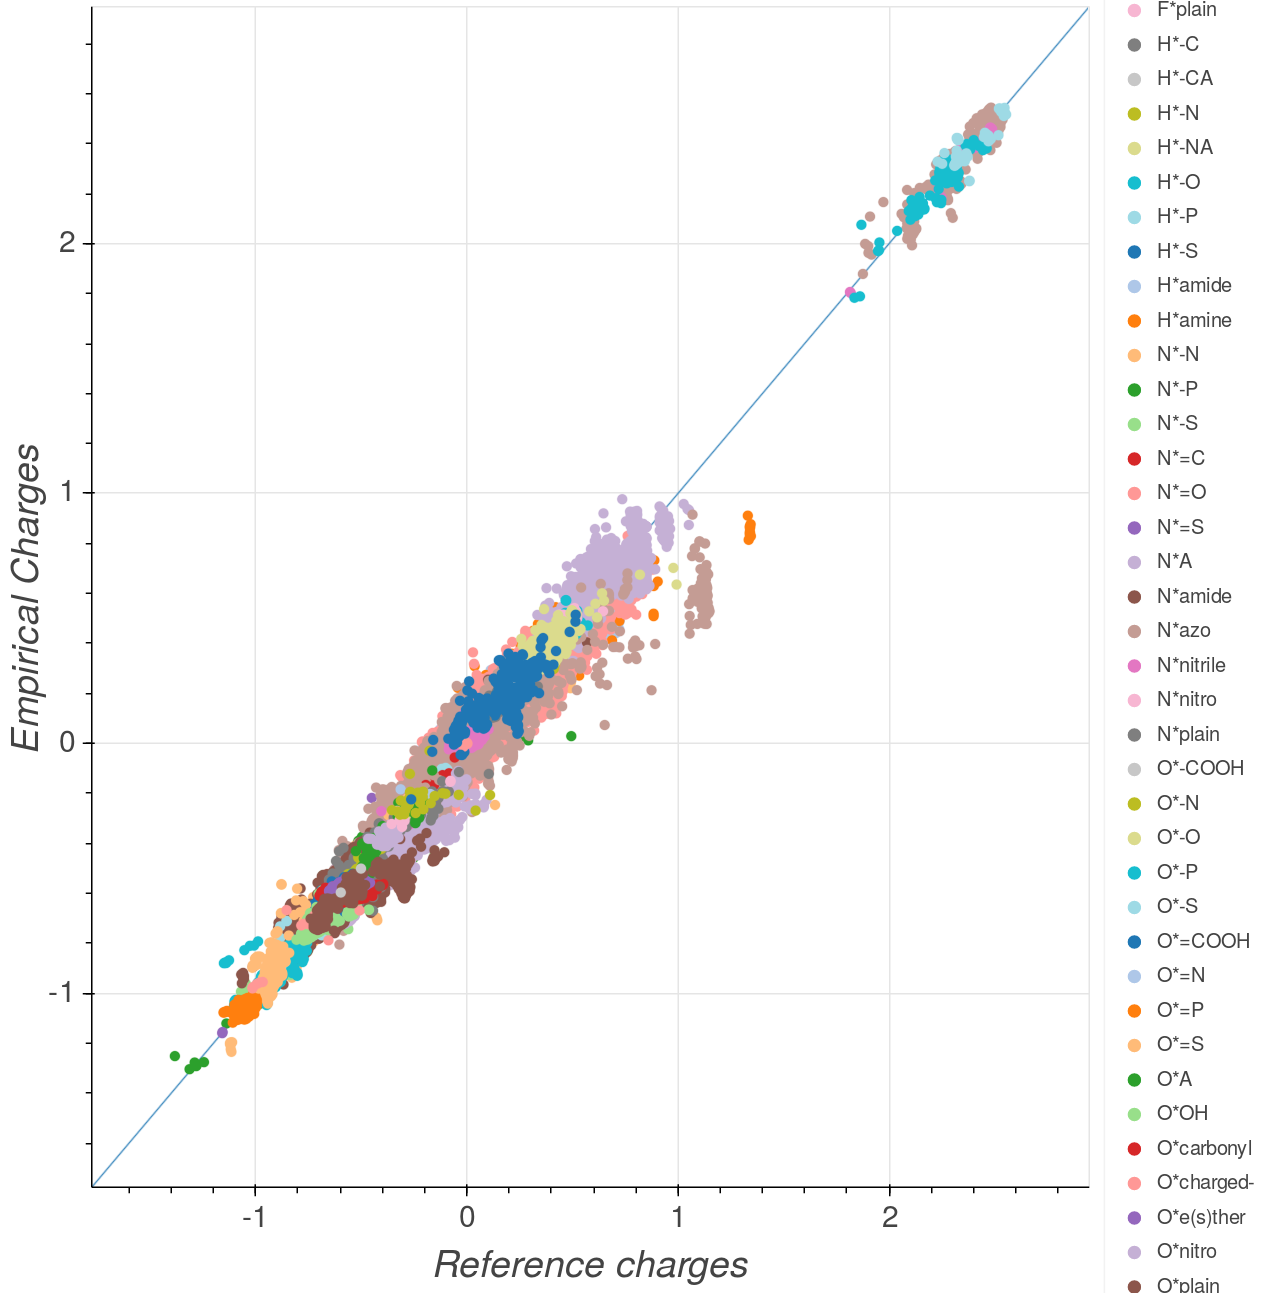 Empirical Charges
2
1
0
-1
-1
0
1
2
Reference charges
F*plain
H*-C
H*-CA
H*-N
H*-NA
H*-O
H*-P
H*-S
H*amide
H*amine
N*-N
N*-P
N*-S
N*=C
N*=O
N*=S
N*A
N*amide
N*azo
N*nitrile
N*nitro
N*plain
O*-COOH
O*-N
O*-O
O*-P
O*-S
O*=COOH
O*=N
O*=P
O*=S
O*A
O*OH
O*carbonyl
O*charged-
O*e(s)ther
O*nitro
O*plain